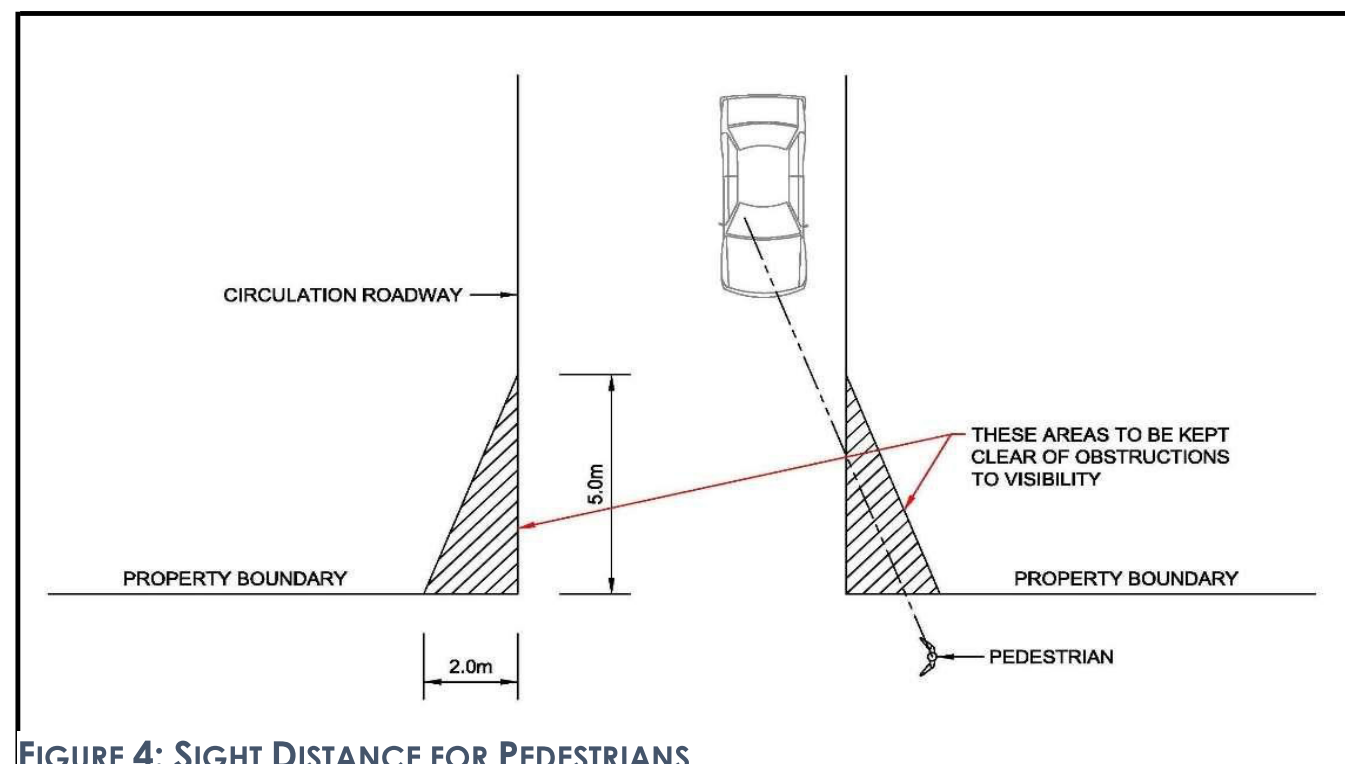 CIRCULATION ROADWAY
5.0m
THESE AREAS TO BE KEPT
CLEAR OF OBSTRUCTIONS
TO VISIBILITY
PROPERTY BOUNDARY
PROPERTY BOUNDARY
2.0m
PEDESTRIAN
FIGURE 4: SIGHT DISTANCE FOR PEDESTRIANS